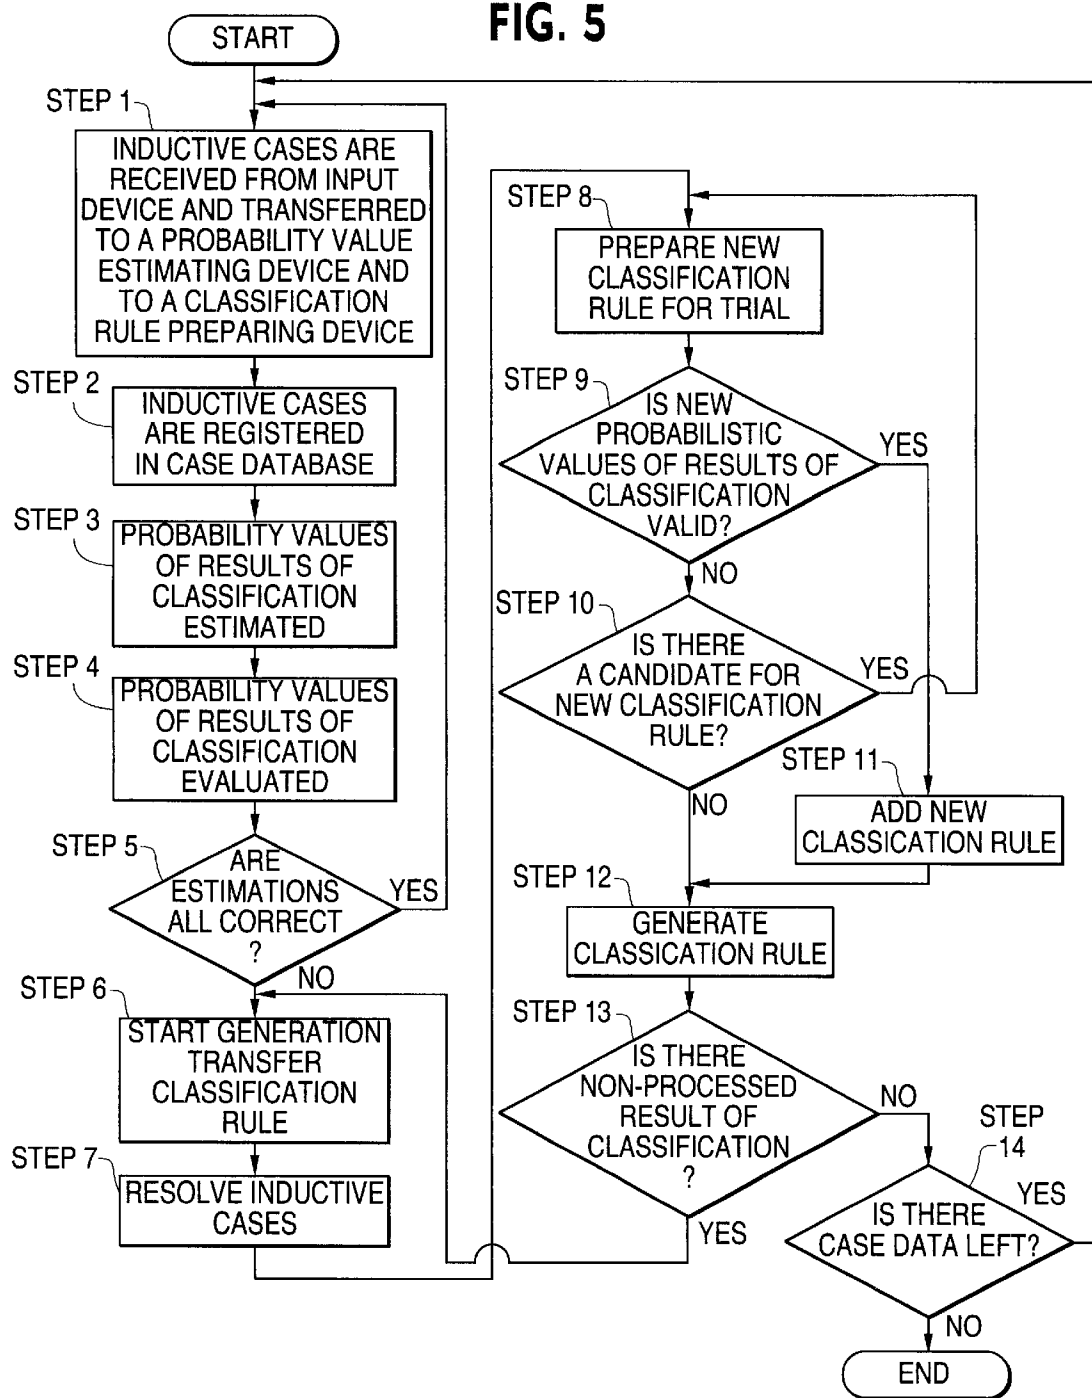 FIG. 5
START
STEP 1
INDUCTIVE CASES ARE
RECEIVED FROM INPUT
DEVICE AND TRANSFERRED
TO A PROBABILITY VALUE
ESTIMATING DEVICE AND
TO A CLASSIFICATION
RULE PREPARING DEVICE
STEP 2
INDUCTIVE CASES
ARE REGISTERED
IN CASE DATABASE
STEP 3
PROBABILITY VALUES
OF RESULTS OF
CLASSIFICATION
ESTIMATED
STEP 4
PROBABILITY VALUES
OF RESULTS OF
CLASSIFICATION
EVALUATED
STEP 5
ARE
ESTIMATIONS
ALL CORRECT
?
YES
NO
STEP 6
START GENERATION
TRANSFER
CLASSIFICATION
RULE
STEP 7
RESOLVE INDUCTIVE
CASES
STEP 8
PREPARE NEW
CLASSIFICATION
RULE FOR TRIAL
STEP 9
IS NEW
PROBABILISTIC
VALUES OF RESULTS OF
CLASSIFICATION
VALID?
YES
NO
STEP 10
IS THERE
A CANDIDATE FOR
NEW CLASSIFICATION
RULE?
YES
NO
STEP 11
ADD NEW
CLASSICATION RULE
STEP 12
GENERATE
CLASSICATION RULE
STEP 13
IS THERE
NON-PROCESSED
RESULT OF
CLASSIFICATION
?
NO
YES
STEP
14
IS THERE
CASE DATA LEFT?
YES
NO
END